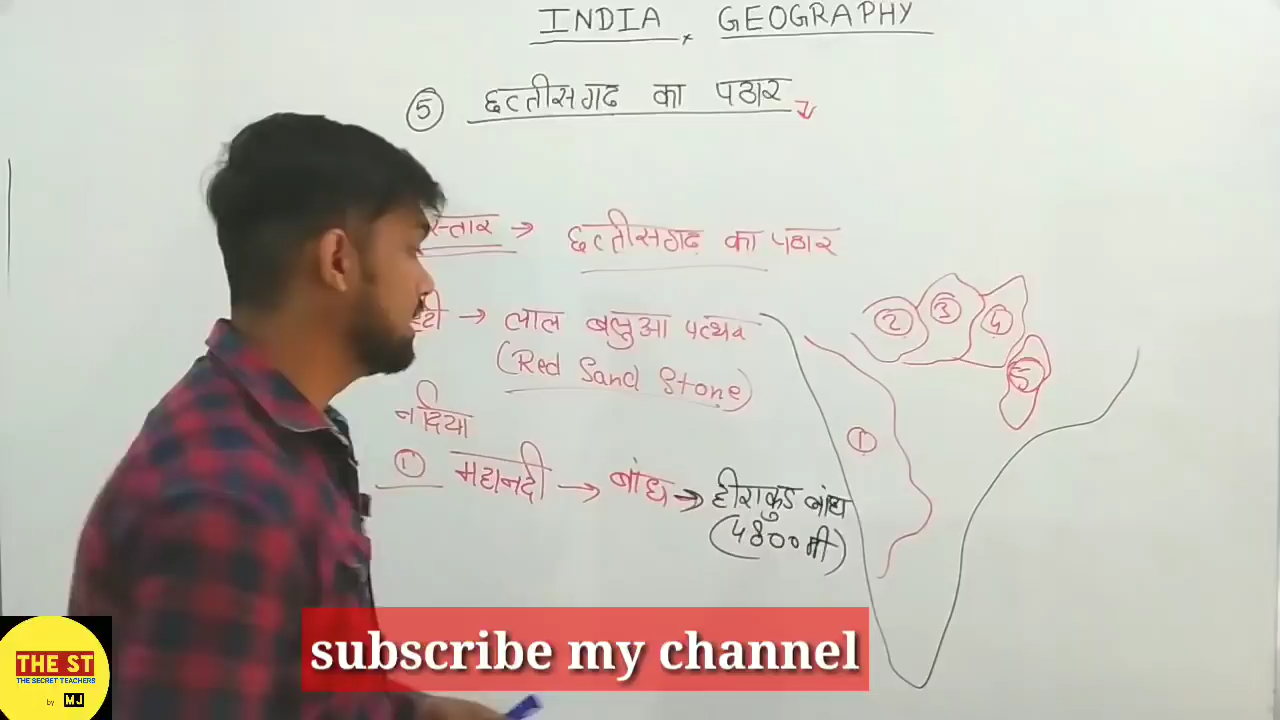 INDIA GEOGRAPHY
⑤ छत्तीसगढ का पठार
स्तार → छत्तीसगढ़ का पठार
ट्टी → लाल बलुआ पत्थर
(Red Sand Stone)
नदिया
① महानदी → बांध → हीराकुड बांध
(4800मी)
② ③ ④
⑤
①
subscribe my channel
THE ST
THE SECRET TEACHERS
by MJ